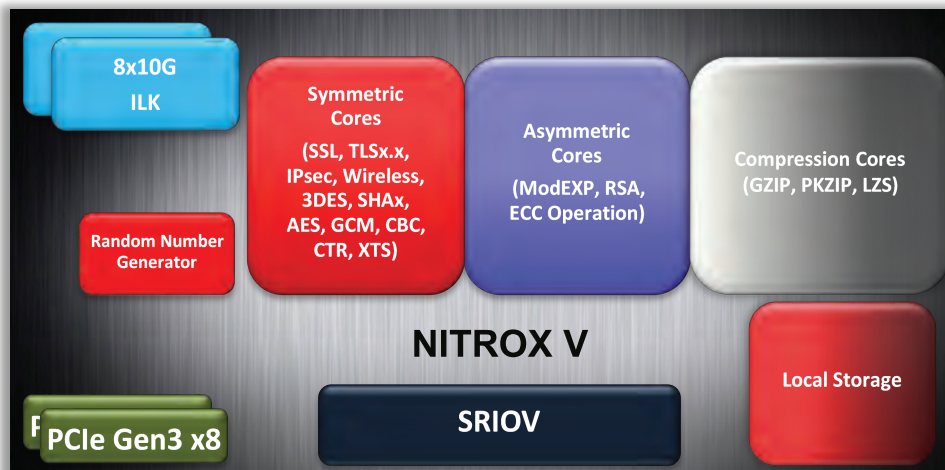 8x10G
ILK
Symmetric
Cores
(SSL, TLSx.x,
IPsec, Wireless,
3DES, SHAx,
AES, GCM, CBC,
CTR, XTS)
Asymmetric
Cores
(ModEXP, RSA,
ECC Operation)
Compression Cores
(GZIP, PKZIP, LZS)
Random Number
Generator
NITROX V
Local Storage
P
PCIe Gen3 x8
SRIOV